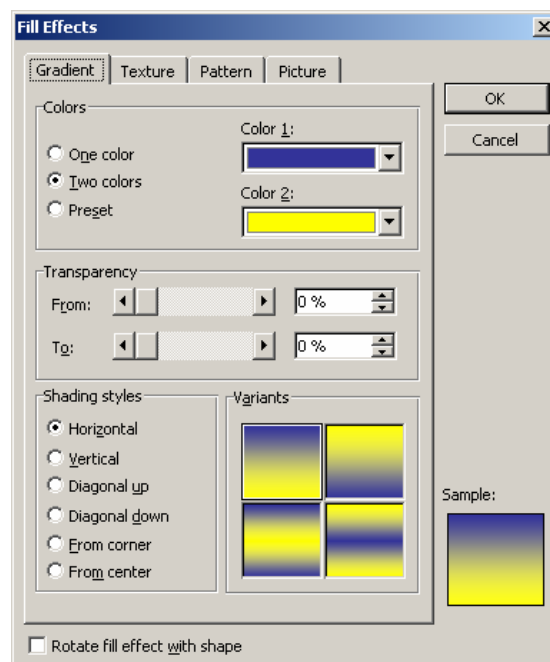 Fill Effects
Gradient Texture Pattern Picture
OK
Cancel
Colors
One color
Two colors
Preset
Color 1:
Color 2:
Transparency
From: 0 %
To: 0 %
Shading styles
Horizontal
Vertical
Diagonal up
Diagonal down
From corner
From center
Variants
Sample:
Rotate fill effect with shape